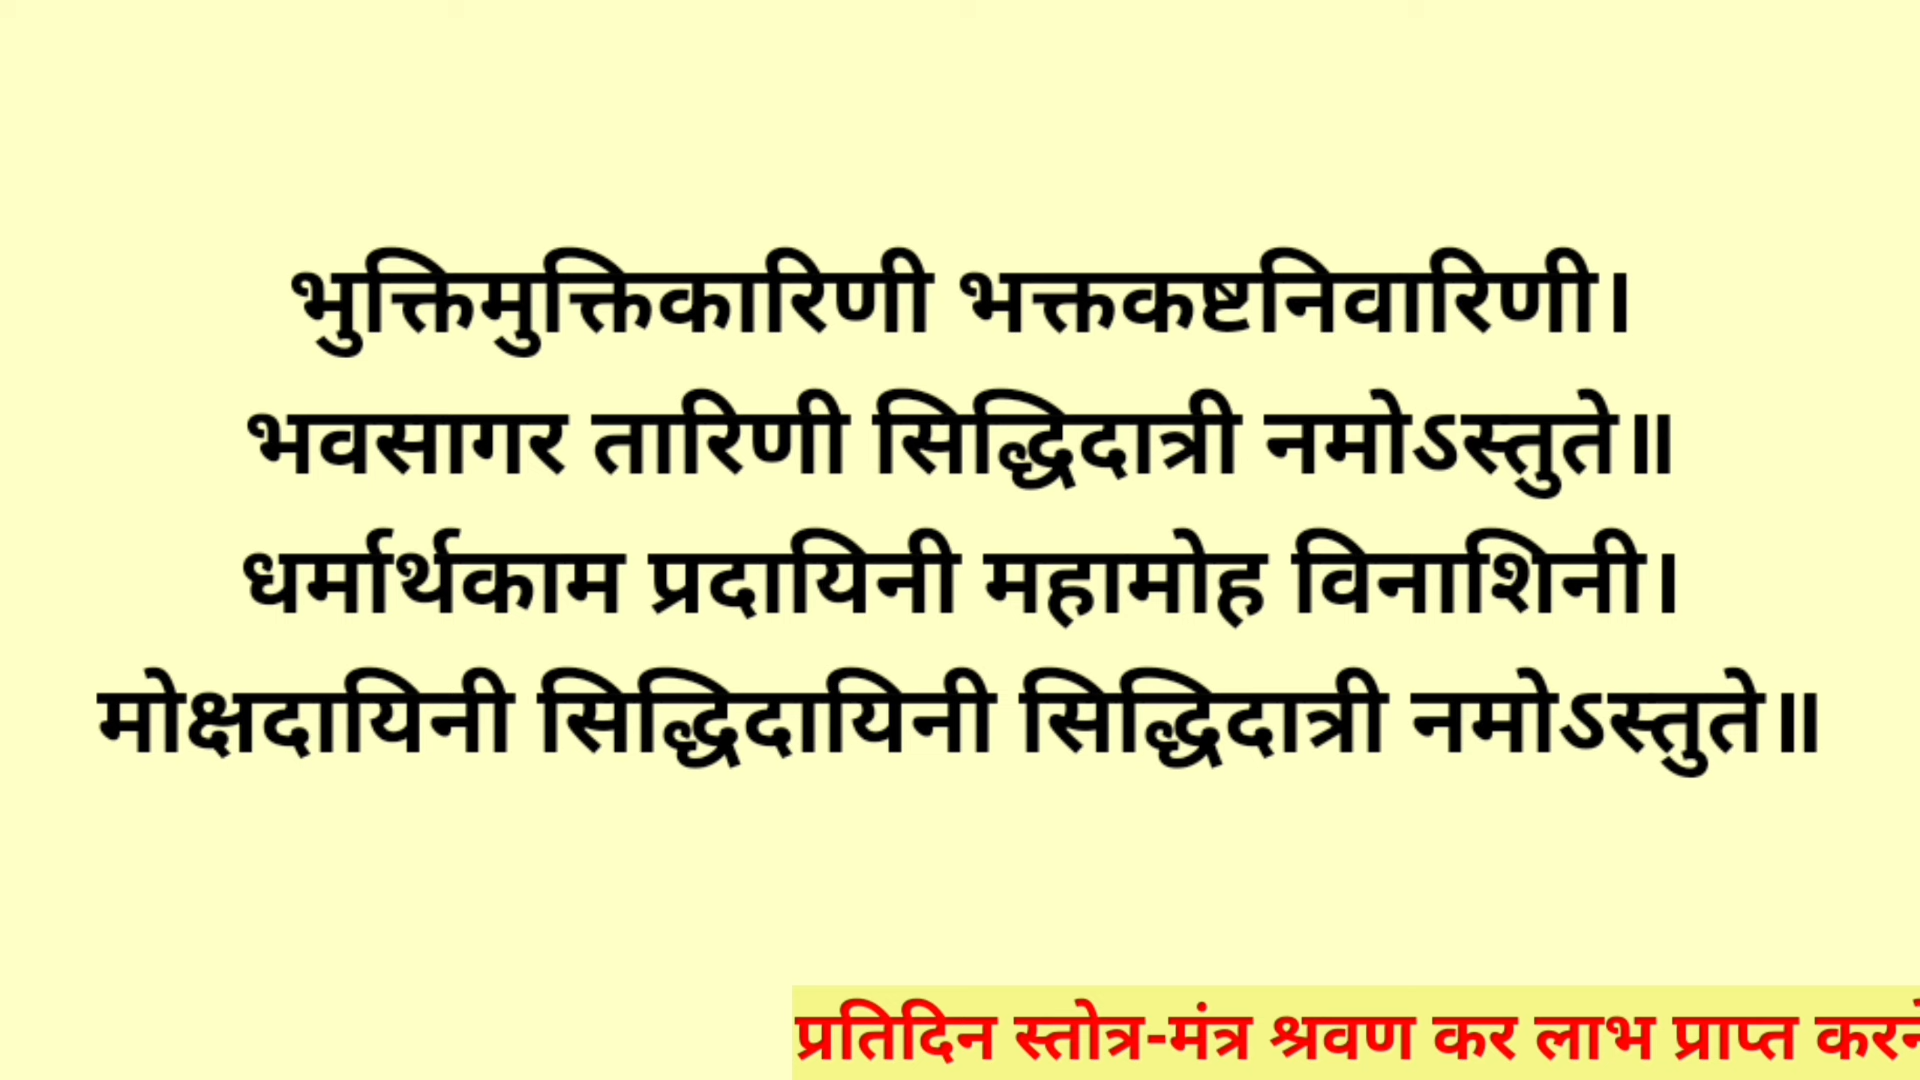 भुक्तिमुक्तिकारिणी भक्तकष्टनिवारिणी।
भवसागर तारिणी सिद्धिदात्री नमोऽस्तुते॥
धर्मार्थकाम प्रदायिनी महामोह विनाशिनी।
मोक्षदायिनी सिद्धिदायिनी सिद्धिदात्री नमोऽस्तुते॥
प्रतिदिन स्तोत्र-मंत्र श्रवण कर लाभ प्राप्त